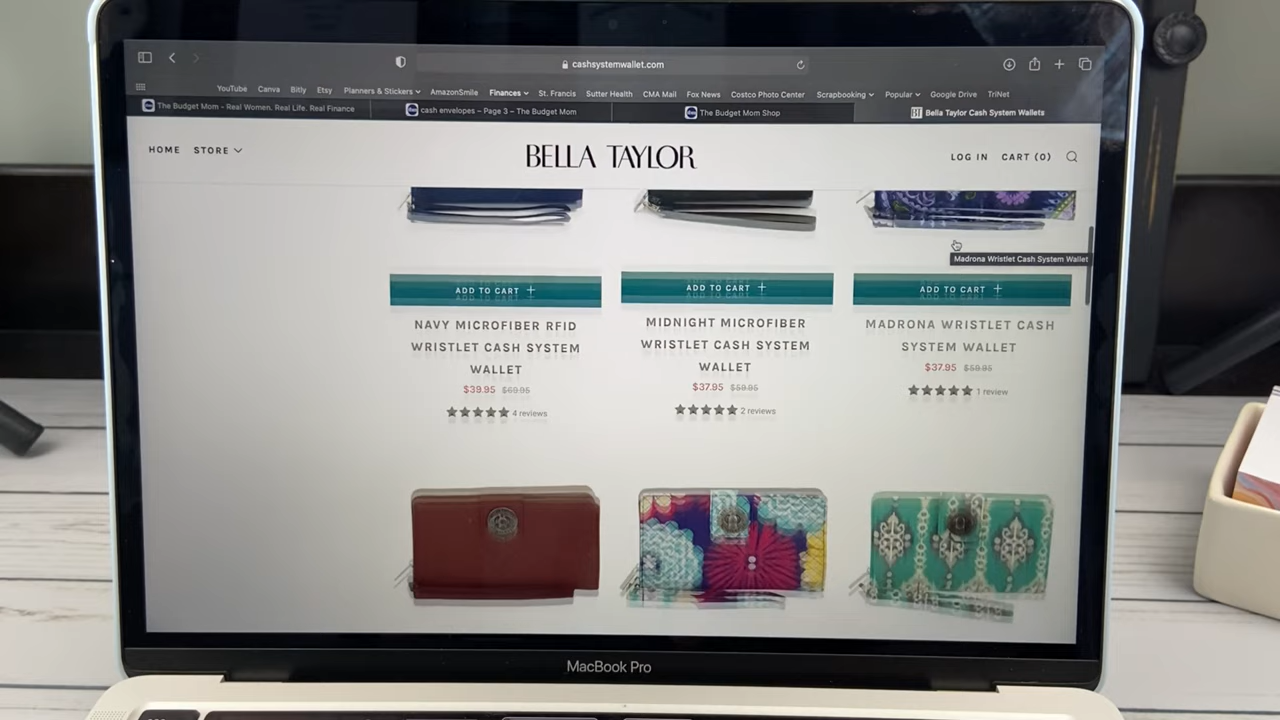 cashsystemwallet.com
YouTube Canva Bitly Etsy Planners & Stickers AmazonSmile Finances St. Francis Sutter Health CMA Mail Fox News Costco Photo Center Scrapbooking Popular Google Drive TriNet
The Budget Mom - Real Women. Real Life. Real Finance
cash envelopes – Page 3 – The Budget Mom
The Budget Mom Shop
Bella Taylor Cash System Wallets
HOME STORE
BELLA TAYLOR
LOG IN CART (0)
Madrona Wristlet Cash System Wallet
ADD TO CART +
NAVY MICROFIBER RFID
WRISTLET CASH SYSTEM
WALLET
$39.95 $69.95
4 reviews
ADD TO CART +
MIDNIGHT MICROFIBER
WRISTLET CASH SYSTEM
WALLET
$37.95 $59.95
2 reviews
ADD TO CART +
MADRONA WRISTLET CASH
SYSTEM WALLET
$37.95 $59.95
1 review
MacBook Pro